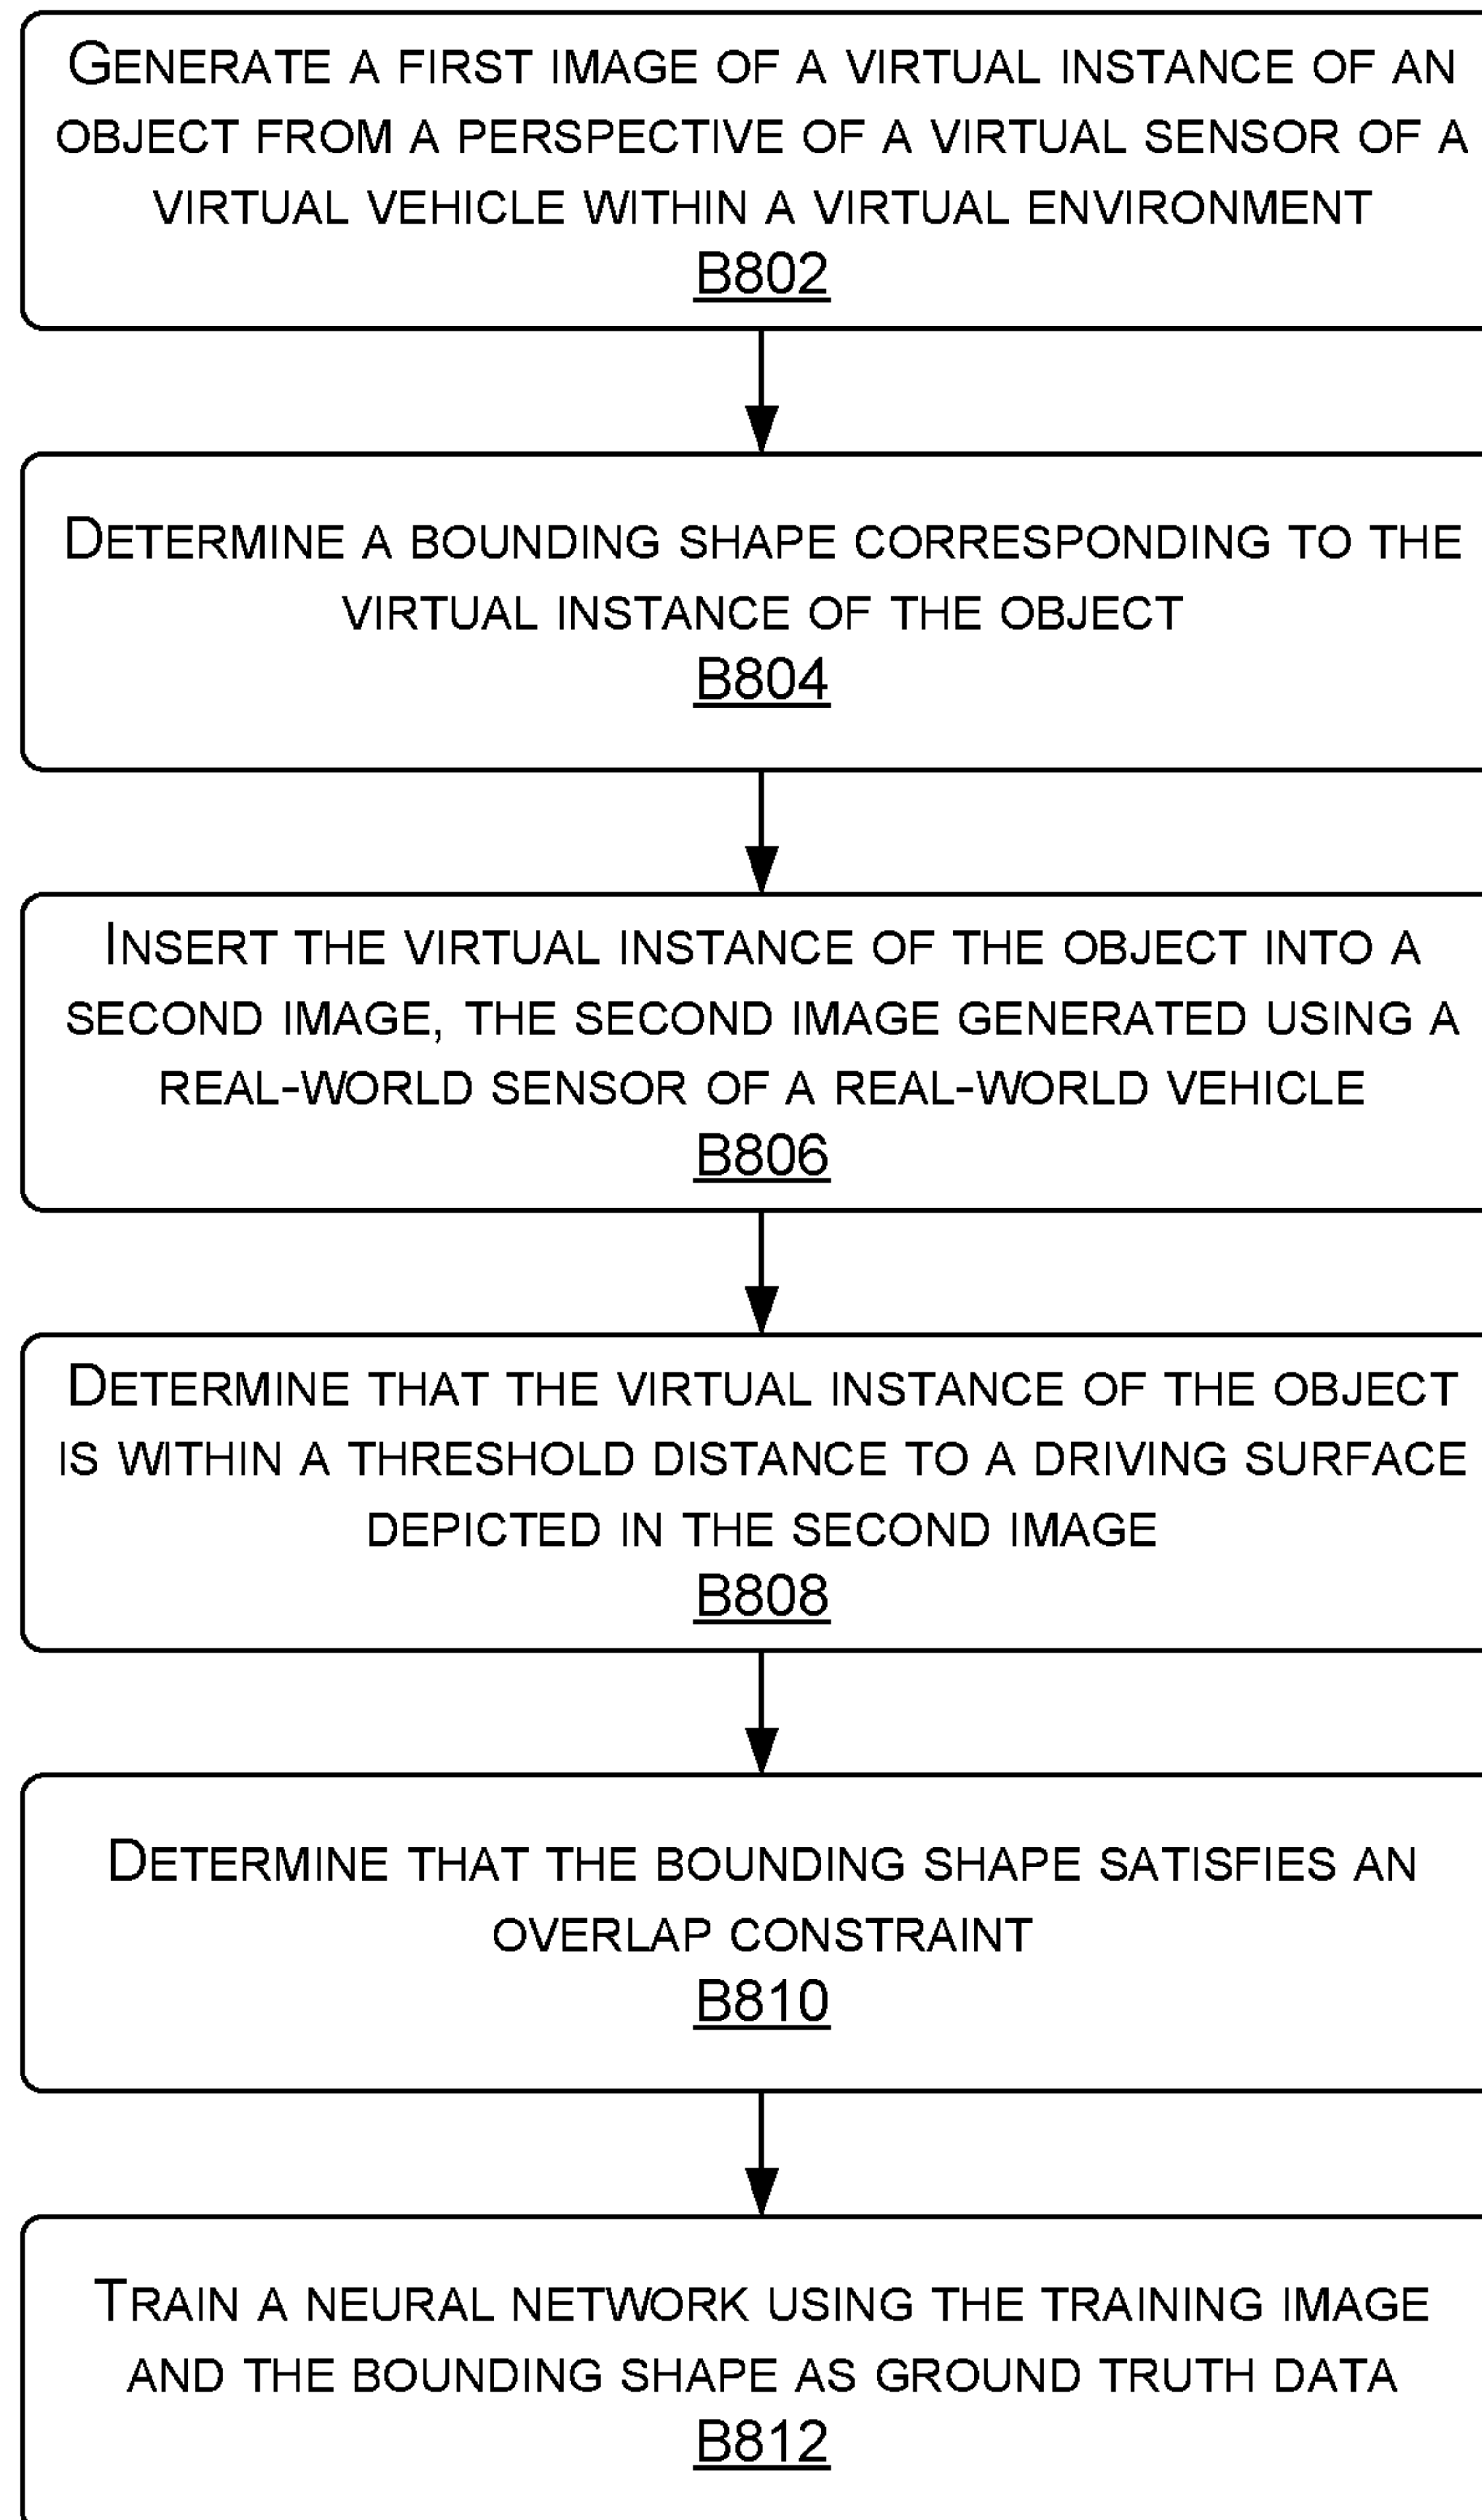 GENERATE A FIRST IMAGE OF A VIRTUAL INSTANCE OF AN
OBJECT FROM A PERSPECTIVE OF A VIRTUAL SENSOR OF A
VIRTUAL VEHICLE WITHIN A VIRTUAL ENVIRONMENT
B802
DETERMINE A BOUNDING SHAPE CORRESPONDING TO THE
VIRTUAL INSTANCE OF THE OBJECT
B804
INSERT THE VIRTUAL INSTANCE OF THE OBJECT INTO A
SECOND IMAGE, THE SECOND IMAGE GENERATED USING A
REAL-WORLD SENSOR OF A REAL-WORLD VEHICLE
B806
DETERMINE THAT THE VIRTUAL INSTANCE OF THE OBJECT
IS WITHIN A THRESHOLD DISTANCE TO A DRIVING SURFACE
DEPICTED IN THE SECOND IMAGE
B808
DETERMINE THAT THE BOUNDING SHAPE SATISFIES AN
OVERLAP CONSTRAINT
B810
TRAIN A NEURAL NETWORK USING THE TRAINING IMAGE
AND THE BOUNDING SHAPE AS GROUND TRUTH DATA
B812